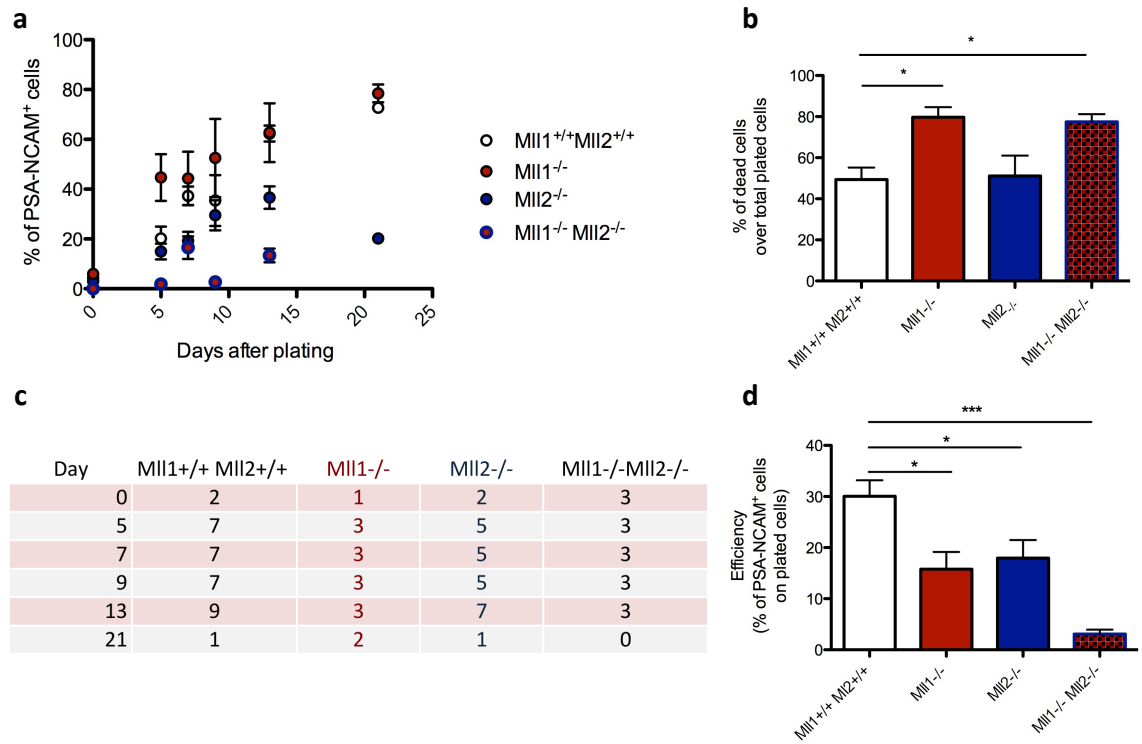 a
% of PSA-NCAM+ cells
100
80
60
40
20
0
0 5 10 15 20 25
Days after plating
Mll1+/+Mll2+/+
Mll1-/-
Mll2-/-
Mll1-/- Mll2-/-
b
% of dead cells
over total plated cells
100
80
60
40
20
0
*
*
Mll1+/+ Ml2+/+
Mll1-/-
Mll2-/-
Mll1-/- Mll2-/-
c
Day Mll1+/+ Mll2+/+ Mll1-/- Mll2-/- Mll1-/-Mll2-/-
0 2 1 2 3
5 7 3 5 3
7 7 3 5 3
9 7 3 5 3
13 9 3 7 3
21 1 2 1 0
d
Efficiency
(% of PSA-NCAM+ cells
on plated cells)
40
30
20
10
0
***
*
*
Mll1+/+ Ml2+/+
Mll1-/-
Mll2-/-
Mll1-/- Mll2-/-